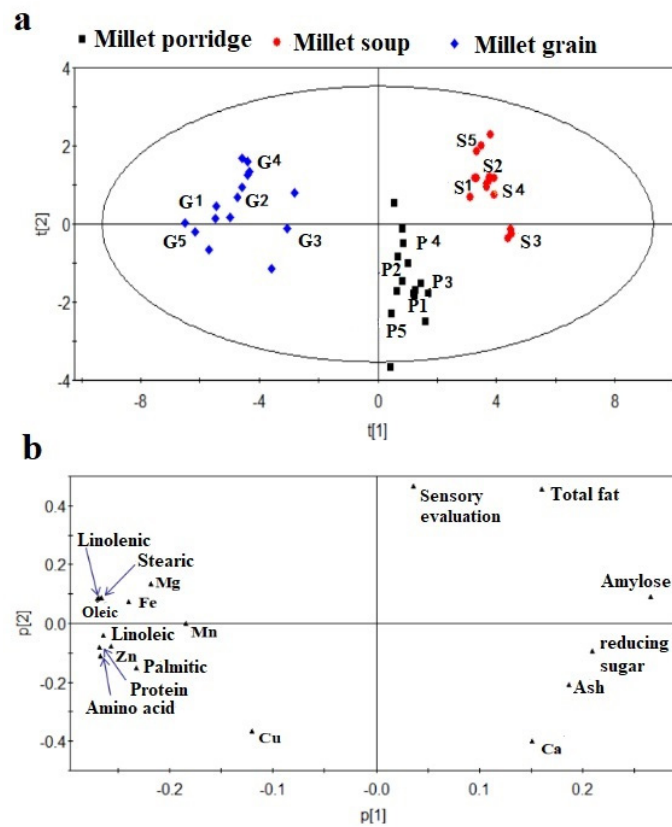 a
Millet porridge Millet soup Millet grain
4
2
0
-2
-4
t[2]
G4
G1
G2
G5
G3
S5
S2
S1
S4
S3
P 4
P2
P3
P1
P5
-8
-4
0
4
8
t[1]
b
0.4
0.2
0.0
-0.2
-0.4
p[2]
Sensory
evaluation
Total fat
Linolenic
Stearic
Mg
Oleic
Fe
Amylose
Mn
Linoleic
reducing
sugar
Zn
Palmitic
Protein
Ash
Amino acid
Cu
Ca
-0.2
-0.1
-0.0
0.1
0.2
p[1]